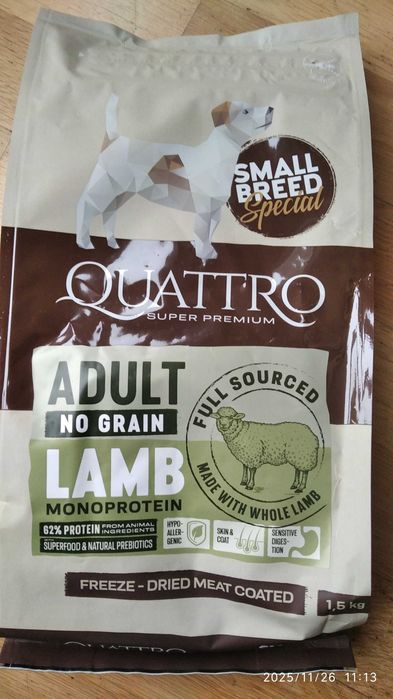 SMALL
BREED
Special
QUATTRO
SUPER PREMIUM
ADULT
NO GRAIN
LAMB
MONOPROTEIN
62% PROTEIN FROM ANIMAL
INGREDIENTS
SUPERFOOD & NATURAL PREBIOTICS
FULL SOURCED
MADE WITH WHOLE LAMB
HYPO-
ALLER-
GENIC
SKIN &
COAT
SENSITIVE
DIGES-
TION
FREEZE - DRIED MEAT COATED
1,5 kg
QUATTRO
2025/11/26 11:13